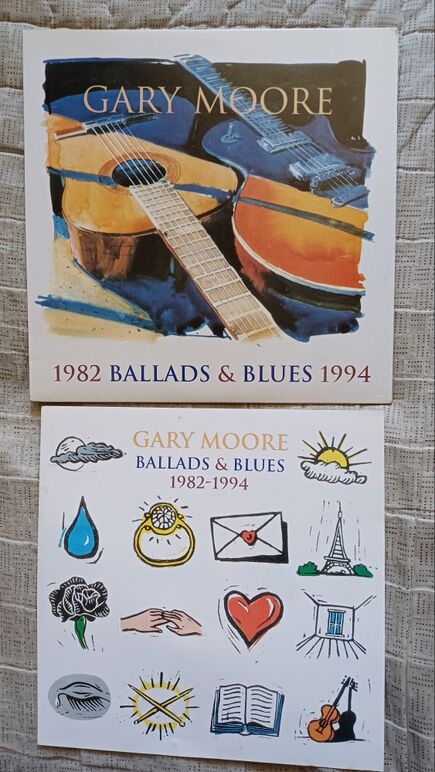 GARY MOORE
1982 BALLADS & BLUES 1994
GARY MOORE
BALLADS & BLUES
1982-1994